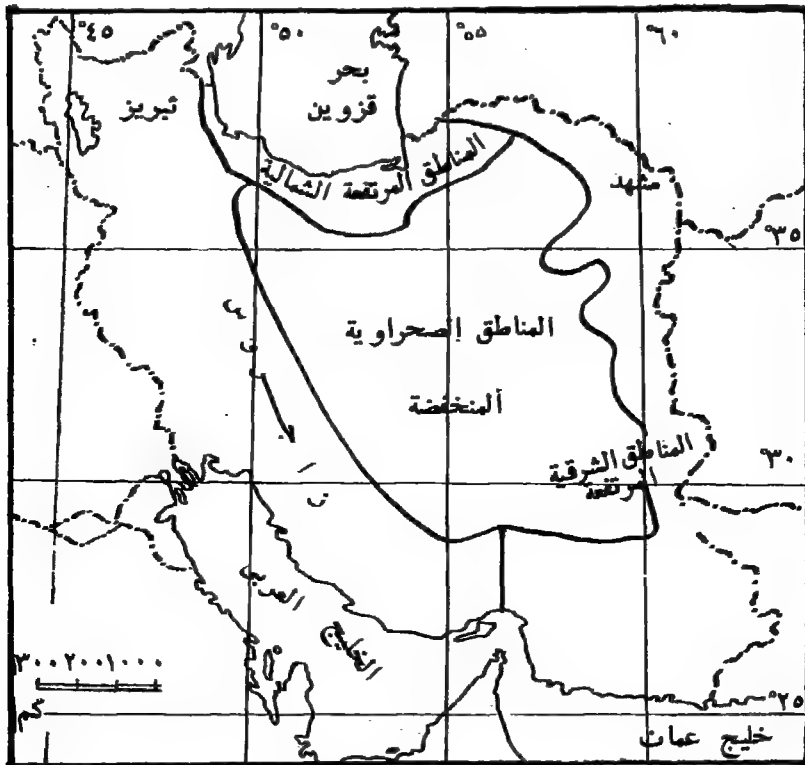 °٤٥
°٥٠
°٥٥
°٦٠
بحر
قزوين
تبريز
المناطق المرتفعة الشمالية
مشهد
°٣٥
المناطق الصحراوية
المنخفضة
°٣٠
المناطق الشرقية
المرتفعة
الخليج العربي
٣٠٠ ٢٠٠ ١٠٠ ٠
كم
°٢٥
خليج عمان